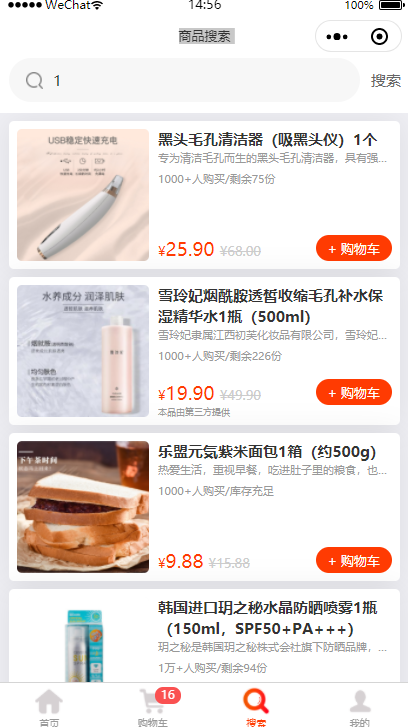 WeChat
14:56
100%
商品搜索
1
搜索
USB稳定快速充电
黑头毛孔清洁器（吸黑头仪）1个
专为清洁毛孔而生的黑头毛孔清洁器，具有强...
1000+人购买/剩余75份
¥25.90 ¥68.00
+ 购物车
水养成分 润泽肌肤
均匀肤色
雪玲妃烟酰胺透皙收缩毛孔补水保
湿精华水1瓶（500ml）
雪玲妃隶属江西初芙化妆品有限公司，雪玲妃...
1000+人购买/剩余226份
¥19.90 ¥49.90
本品由第三方提供
+ 购物车
下午茶时间
乐盟元氦紫米面包1箱（约500g）
热爱生活，重视早餐，吃进肚子里的粮食，也...
1000+人购买/库存充足
¥9.88 ¥15.88
+ 购物车
韩国进口玥之秘水晶防晒喷雾1瓶
（150ml，SPF50+PA+++）
玥之秘是韩国玥之秘株式会社旗下防晒品牌，...
1万+人购买/剩余94份
首页
16
购物车
搜索
我的